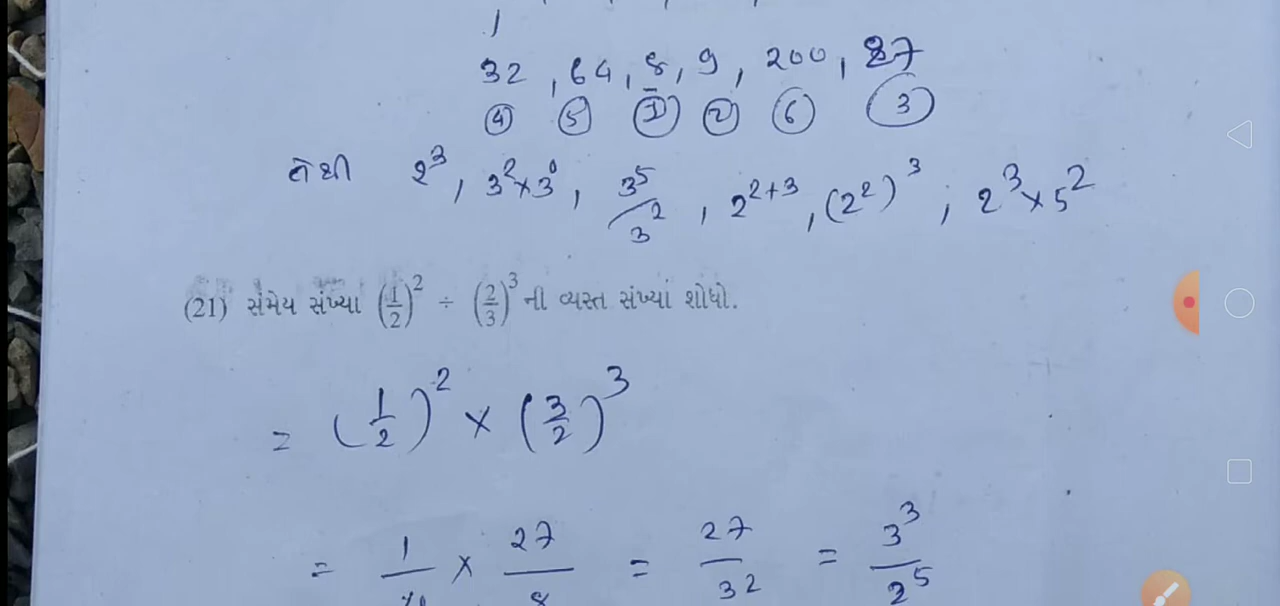 32 , 64 , 8 , 9 , 200 , 27
④ ⑤ ① ② ⑥ ③
તેથી 2³ , 3² × 3⁰ , 3⁵/3² , 2²⁺³ , (2²)³ , 2³ × 5²
(21) સંમેય સંખ્યા (1/2)² ÷ (2/3)³ ની વ્યસ્ત સંખ્યાં શોધો.
= (1/2)² × (3/2)³
= 1/4 × 27/8 = 27/32 = 3³/2⁵